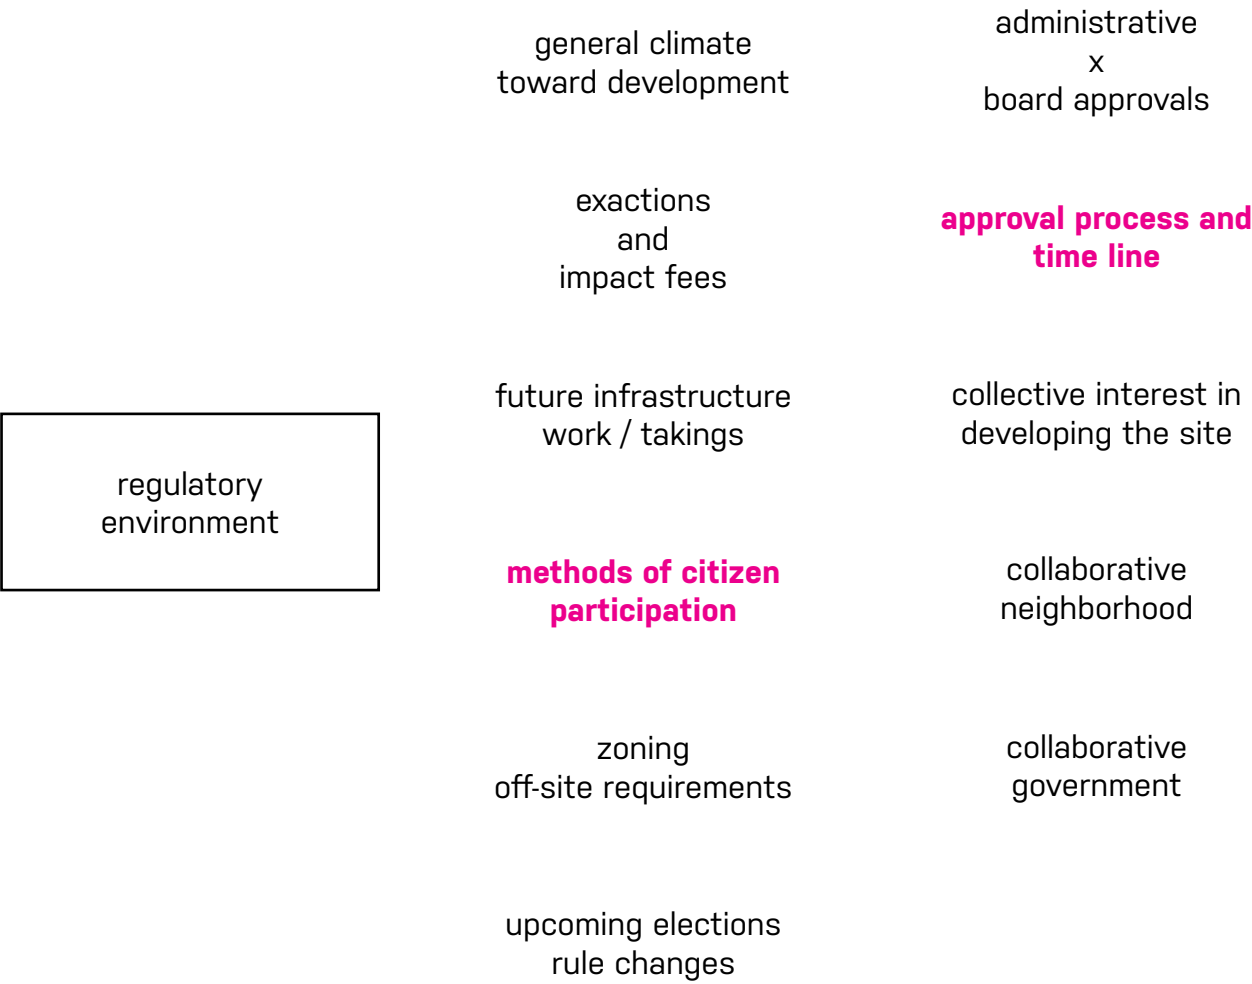 regulatory
environment
general climate
toward development
exactions
and
impact fees
future infrastructure
work / takings
methods of citizen
participation
zoning
off-site requirements
upcoming elections
rule changes
administrative
x
board approvals
approval process and
time line
collective interest in
developing the site
collaborative
neighborhood
collaborative
government